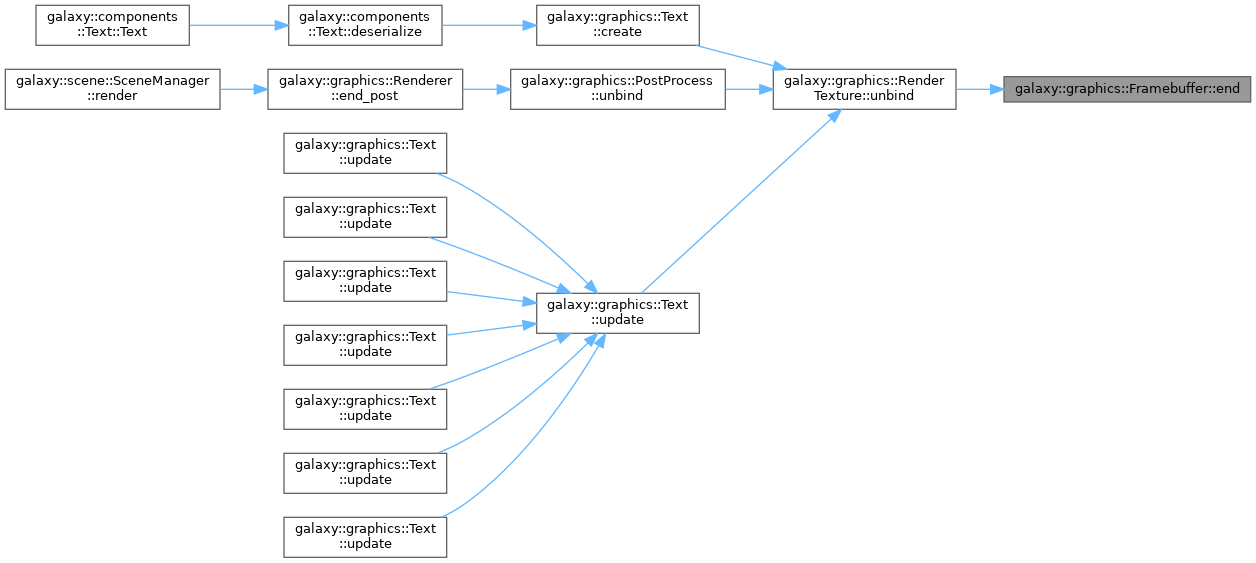 galaxy::components
::Text::Text
galaxy::components
::Text::deserialize
galaxy::graphics::Text
::create
galaxy::scene::SceneManager
::render
galaxy::graphics::Renderer
::end_post
galaxy::graphics::PostProcess
::unbind
galaxy::graphics::Render
Texture::unbind
galaxy::graphics::Framebuffer::end
galaxy::graphics::Text
::update
galaxy::graphics::Text
::update
galaxy::graphics::Text
::update
galaxy::graphics::Text
::update
galaxy::graphics::Text
::update
galaxy::graphics::Text
::update
galaxy::graphics::Text
::update
galaxy::graphics::Text
::update